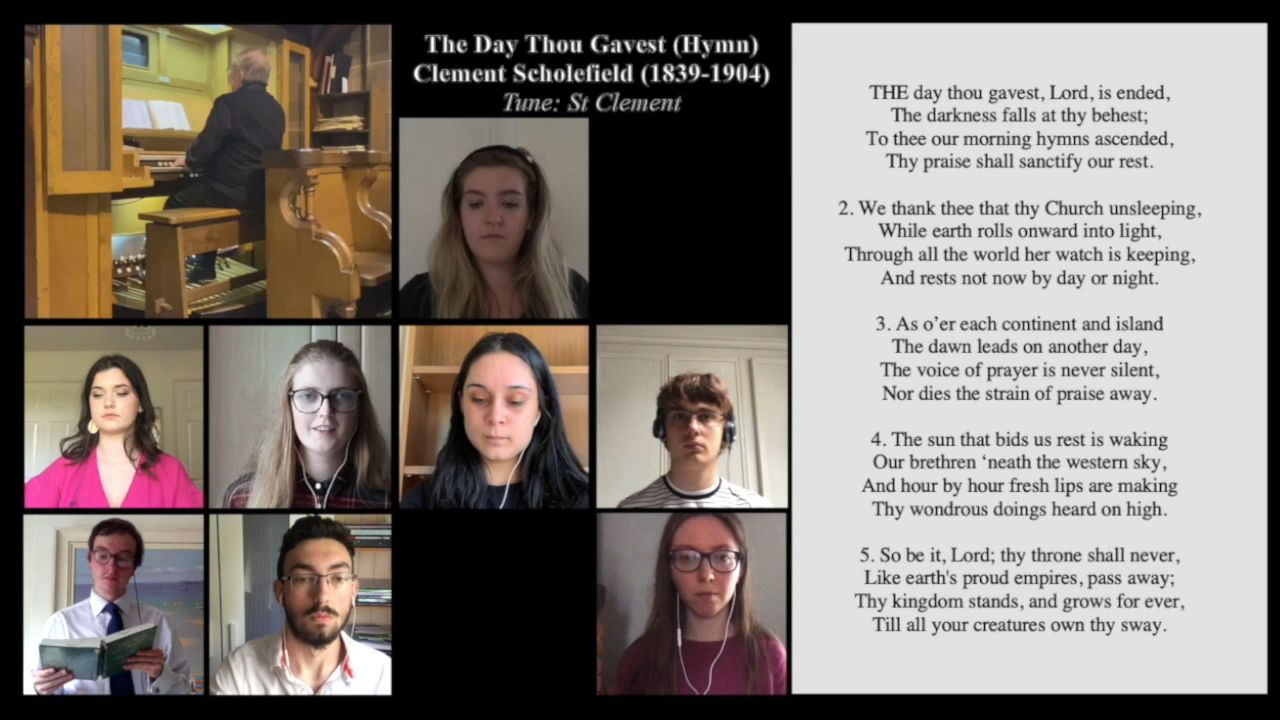 The Day Thou Gavest (Hymn)
Clement Scholefield (1839-1904)
Tune: St Clement
THE day thou gavest, Lord, is ended,
The darkness falls at thy behest;
To thee our morning hymns ascended,
Thy praise shall sanctify our rest.
2. We thank thee that thy Church unsleeping,
While earth rolls onward into light,
Through all the world her watch is keeping,
And rests not now by day or night.
3. As o’er each continent and island
The dawn leads on another day,
The voice of prayer is never silent,
Nor dies the strain of praise away.
4. The sun that bids us rest is waking
Our brethren ‘neath the western sky,
And hour by hour fresh lips are making
Thy wondrous doings heard on high.
5. So be it, Lord; thy throne shall never,
Like earth's proud empires, pass away;
Thy kingdom stands, and grows for ever,
Till all your creatures own thy sway.